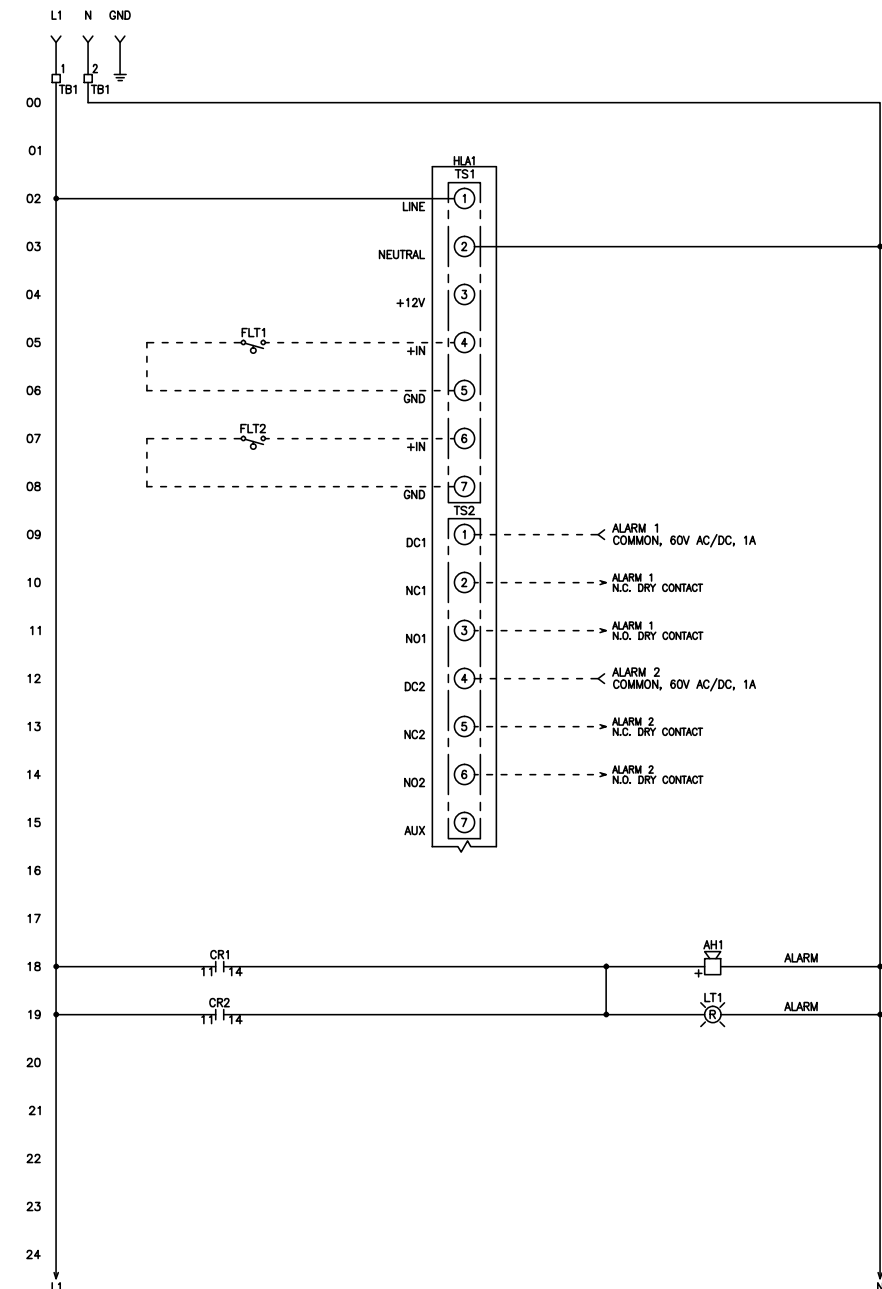 L1 N GND
1 2
TB1 TB1
00
01
HLA1
TS1
02 1
LINE
03 2
NEUTRAL
04 3
+12V
FLT1
05 4
+IN
06 5
GND
FLT2
07 6
+IN
08 7
GND
TS2
09 1 ALARM 1
DC1 COMMON, 60V AC/DC, 1A
10 2 ALARM 1
NC1 N.C. DRY CONTACT
11 3 ALARM 1
NO1 N.O. DRY CONTACT
12 4 ALARM 2
DC2 COMMON, 60V AC/DC, 1A
13 5 ALARM 2
NC2 N.C. DRY CONTACT
14 6 ALARM 2
NO2 N.O. DRY CONTACT
15 7
AUX
16
17
CR1 AH1
18 ALARM
11 14 +
CR2 LT1
19 R ALARM
11 14
20
21
22
23
24
L1 N